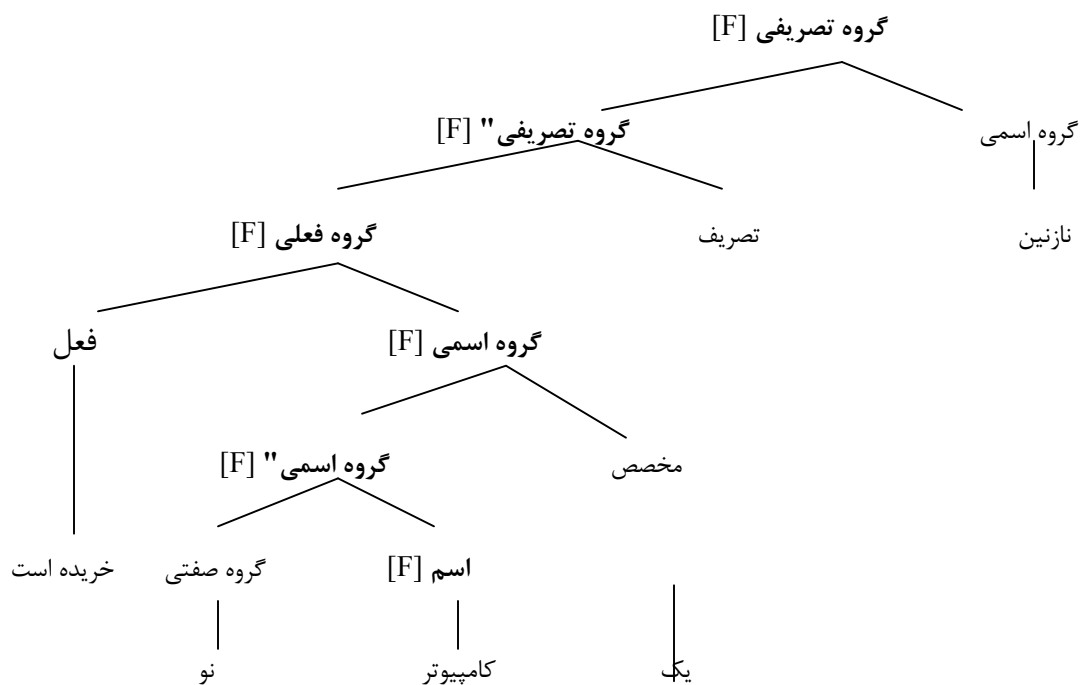 گروه تصریفی [F]
گروه اسمی گروه تصریفی" [F]
نازنین تصریف گروه فعلی [F]
گروه اسمی [F] فعل
مخصص گروه اسمی" [F]
اسم [F] گروه صفتی خریده است
یک کامپیوتر نو